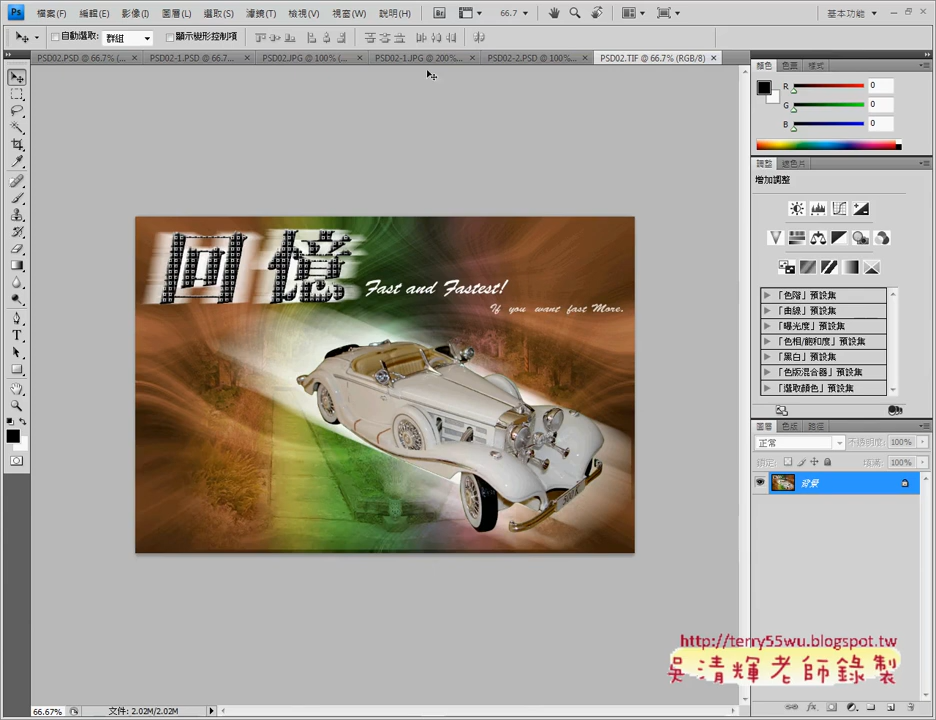 Ps 檔案(F) 編輯(E) 影像(I) 圖層(L) 選取(S) 濾鏡(T) 檢視(V) 視窗(W) 說明(H) Br 66.7 基本功能
自動選取: 群組 顯示變形控制項
PSD02.PSD @ 66.7% (... PSD02-1.PSD @ 66.7... PSD02.JPG @ 100% (... PSD02-1.JPG @ 200%... PSD02-2.PSD @ 100%... PSD02.TIF @ 66.7% (RGB/8)
顏色 色票 樣式
R 0
G 0
B 0
調整 遮色片
增加調整
「色階」預設集
「曲線」預設集
「曝光度」預設集
「色相/飽和度」預設集
「黑白」預設集
「色版混合器」預設集
「選取顏色」預設集
圖層 色版 路徑
正常 不透明度: 100%
鎖定: 填滿: 100%
背景
回憶
Fast and Fastest!
If you want fast More.
http://terry55wu.blogspot.tw
吳清輝老師錄製
66.67% 文件: 2.02M/2.02M